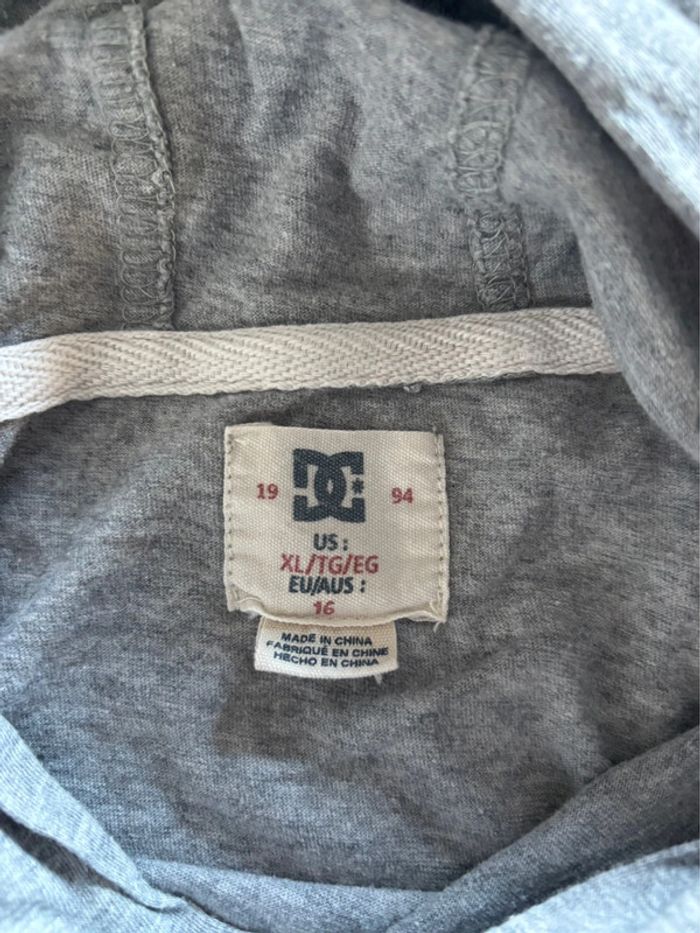 19 DC 94
US :
XL/TG/EG
EU/AUS :
16
MADE IN CHINA
FABRIQUÉ EN CHINE
HECHO EN CHINA